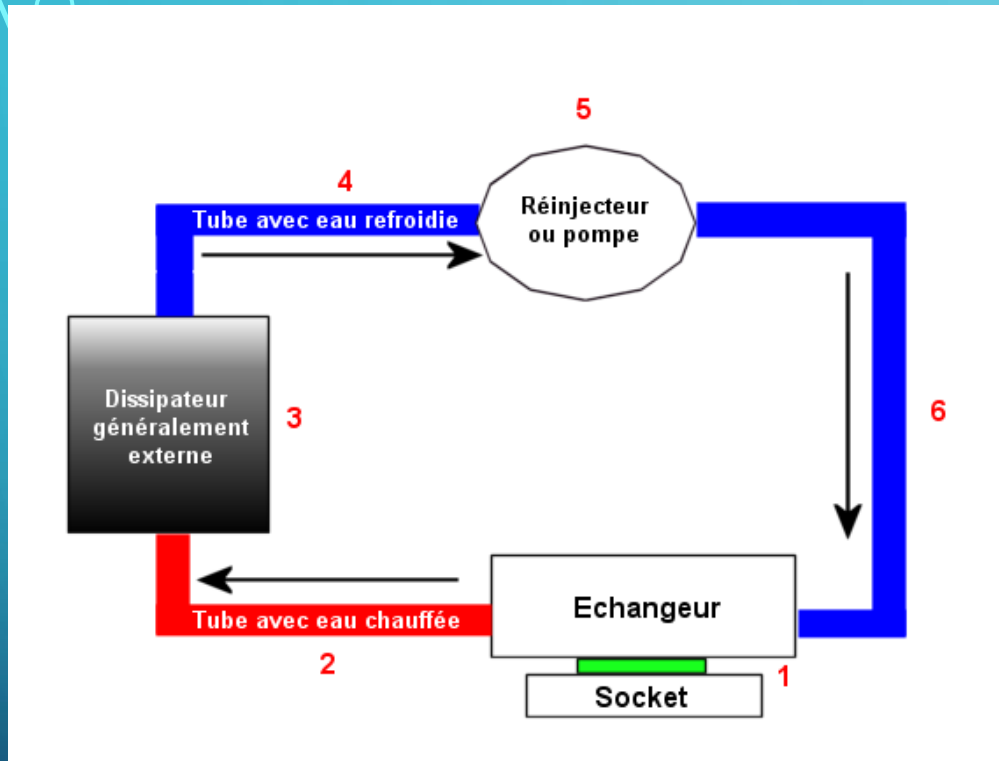 5
4
Tube avec eau refroidie
Réinjecteur
ou pompe
Dissipateur
généralement
externe
3
6
Tube avec eau chauffée
2
Echangeur
1
Socket